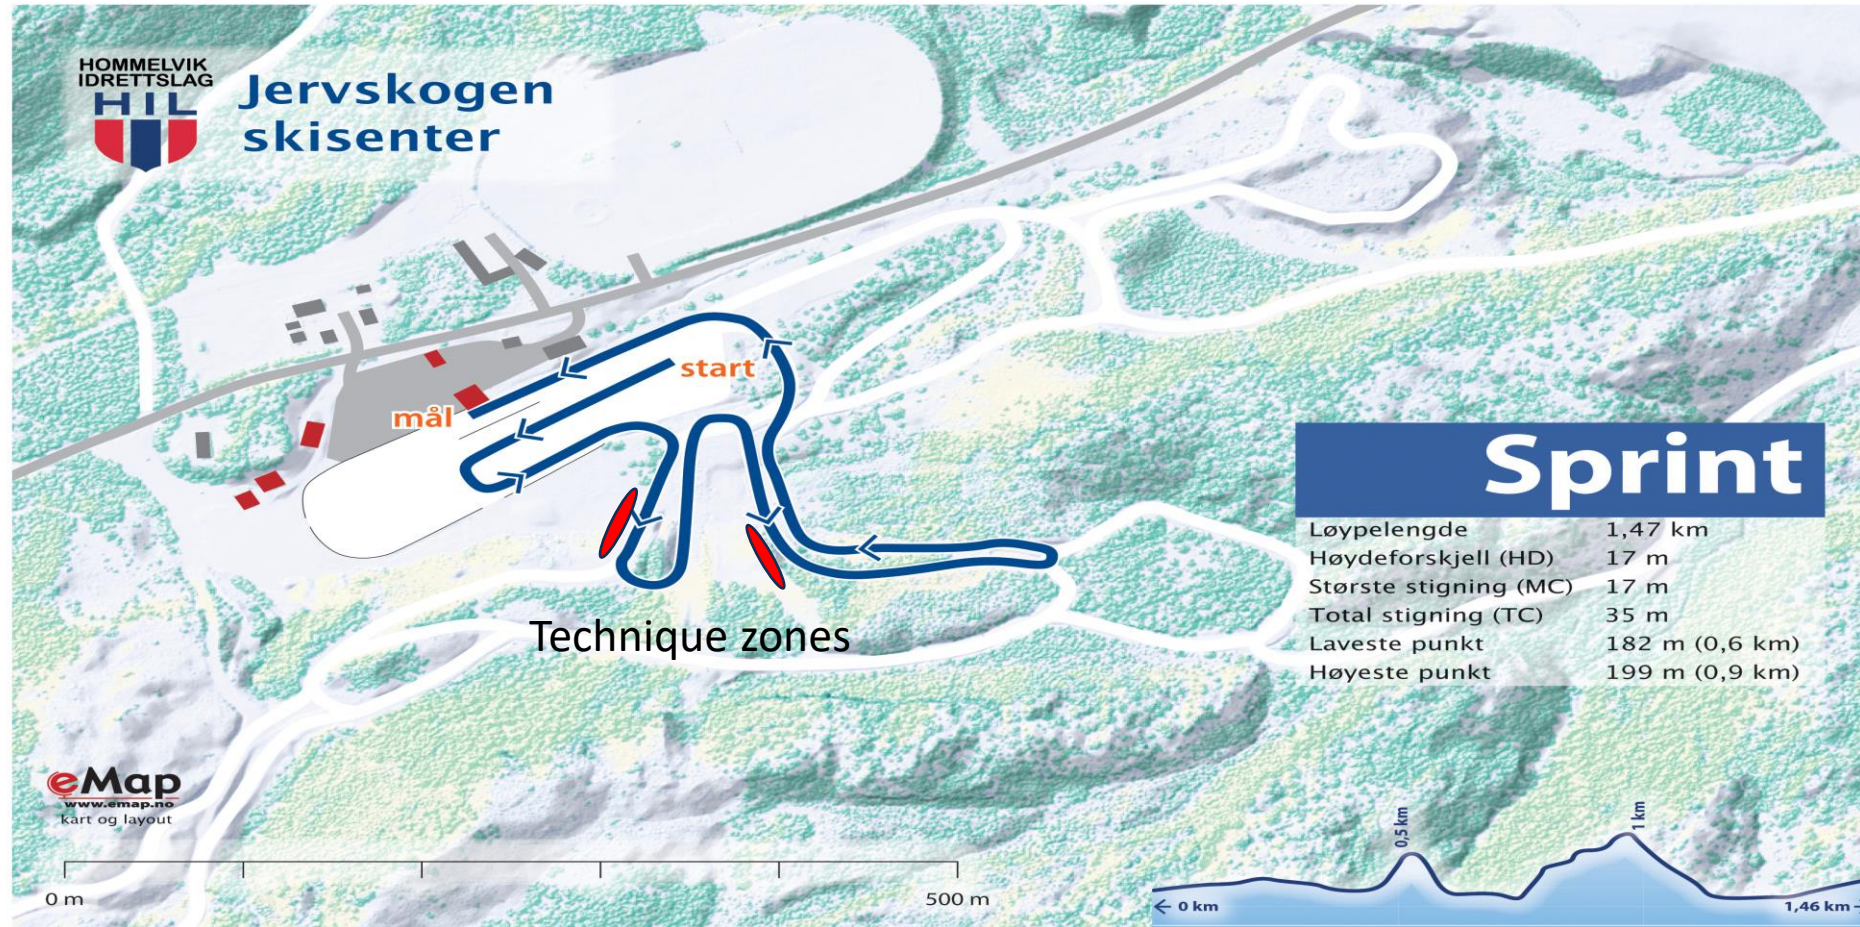 HOMMELVIK
IDRETTSLAG
HIL
Jervskogen
skisenter
start
mål
Technique zones
Sprint
Løypelengde 1,47 km
Høydeforskjell (HD) 17 m
Største stigning (MC) 17 m
Total stigning (TC) 35 m
Laveste punkt 182 m (0,6 km)
Høyeste punkt 199 m (0,9 km)
eMap
www.emap.no
kart og layout
0 m
500 m
0,5 km
1 km
0 km
1,46 km